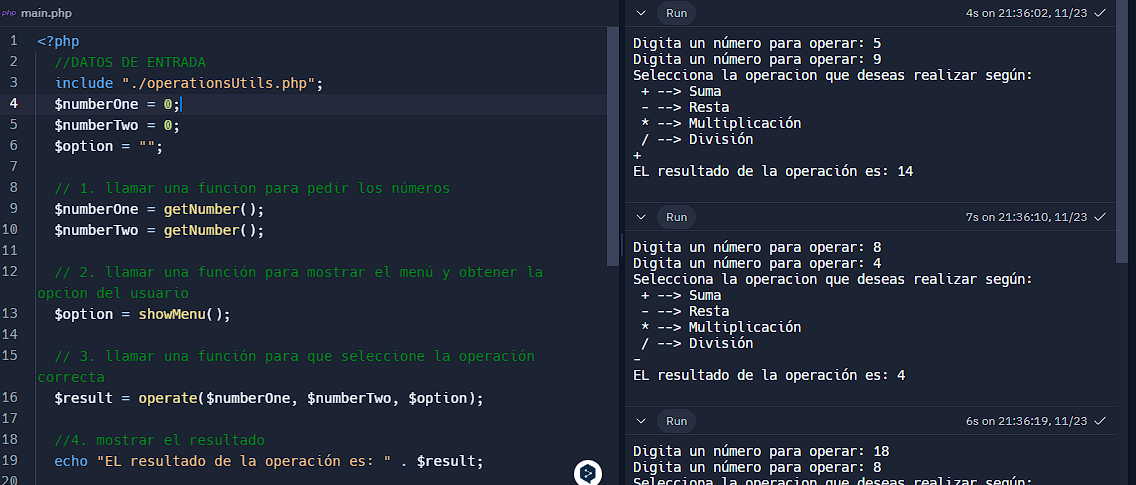 php main.php
1 <?php
2 //DATOS DE ENTRADA
3 include "./operationsUtils.php";
4 $numberOne = 0;
5 $numberTwo = 0;
6 $option = "";
7
8 // 1. llamar una funcion para pedir los números
9 $numberOne = getNumber();
10 $numberTwo = getNumber();
11
12 // 2. llamar una función para mostrar el menú y obtener la
opcion del usuario
13 $option = showMenu();
14
15 // 3. llamar una función para que seleccione la operación
correcta
16 $result = operate($numberOne, $numberTwo, $option);
17
18 //4. mostrar el resultado
19 echo "EL resultado de la operación es: " . $result;
20
Run 4s on 21:36:02, 11/23
Digita un número para operar: 5
Digita un número para operar: 9
Selecciona la operacion que deseas realizar según:
+ --> Suma
- --> Resta
* --> Multiplicación
/ --> División
+
EL resultado de la operación es: 14
Run 7s on 21:36:10, 11/23
Digita un número para operar: 8
Digita un número para operar: 4
Selecciona la operacion que deseas realizar según:
+ --> Suma
- --> Resta
* --> Multiplicación
/ --> División
-
EL resultado de la operación es: 4
Run 6s on 21:36:19, 11/23
Digita un número para operar: 18
Digita un número para operar: 8
Selecciona la operacion que deseas realizar según: